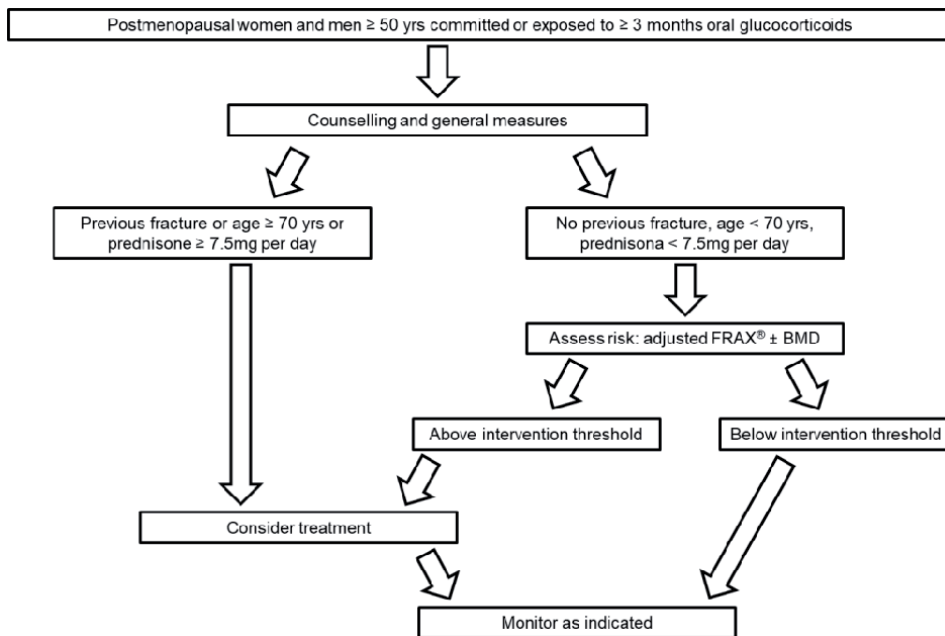 Postmenopausal women and men ≥ 50 yrs committed or exposed to ≥ 3 months oral glucocorticoids
Counselling and general measures
Previous fracture or age ≥ 70 yrs or
prednisone ≥ 7.5mg per day
No previous fracture, age < 70 yrs,
prednisona < 7.5mg per day
Assess risk: adjusted FRAX® ± BMD
Above intervention threshold
Below intervention threshold
Consider treatment
Monitor as indicated